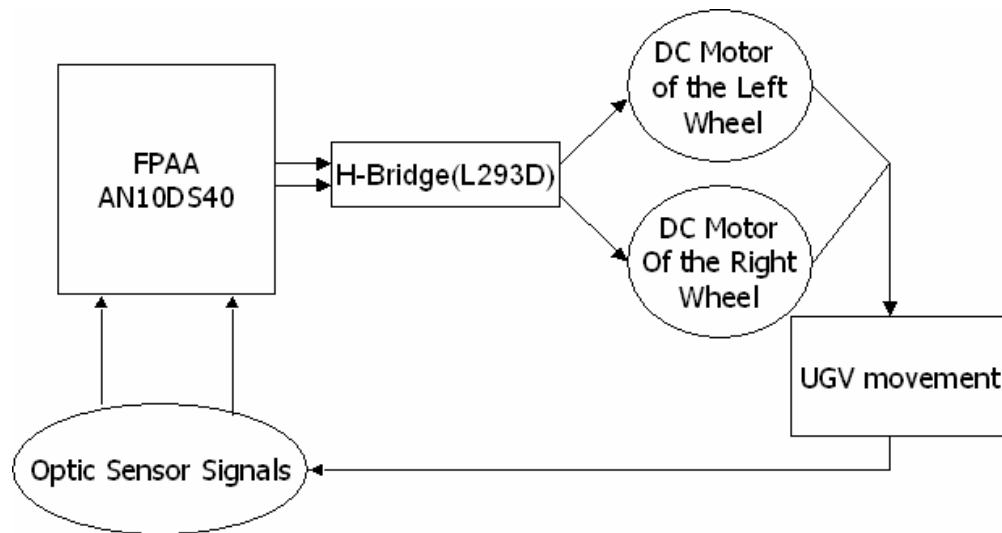 FPAA
AN10DS40
H-Bridge(L293D)
DC Motor
of the Left
Wheel
DC Motor
Of the Right
Wheel
UGV movement
Optic Sensor Signals